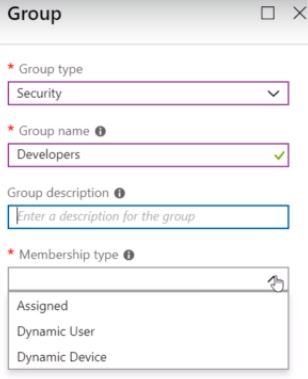 Group
* Group type
Security
* Group name
Developers
Group description
Enter a description for the group
* Membership type
Assigned
Dynamic User
Dynamic Device